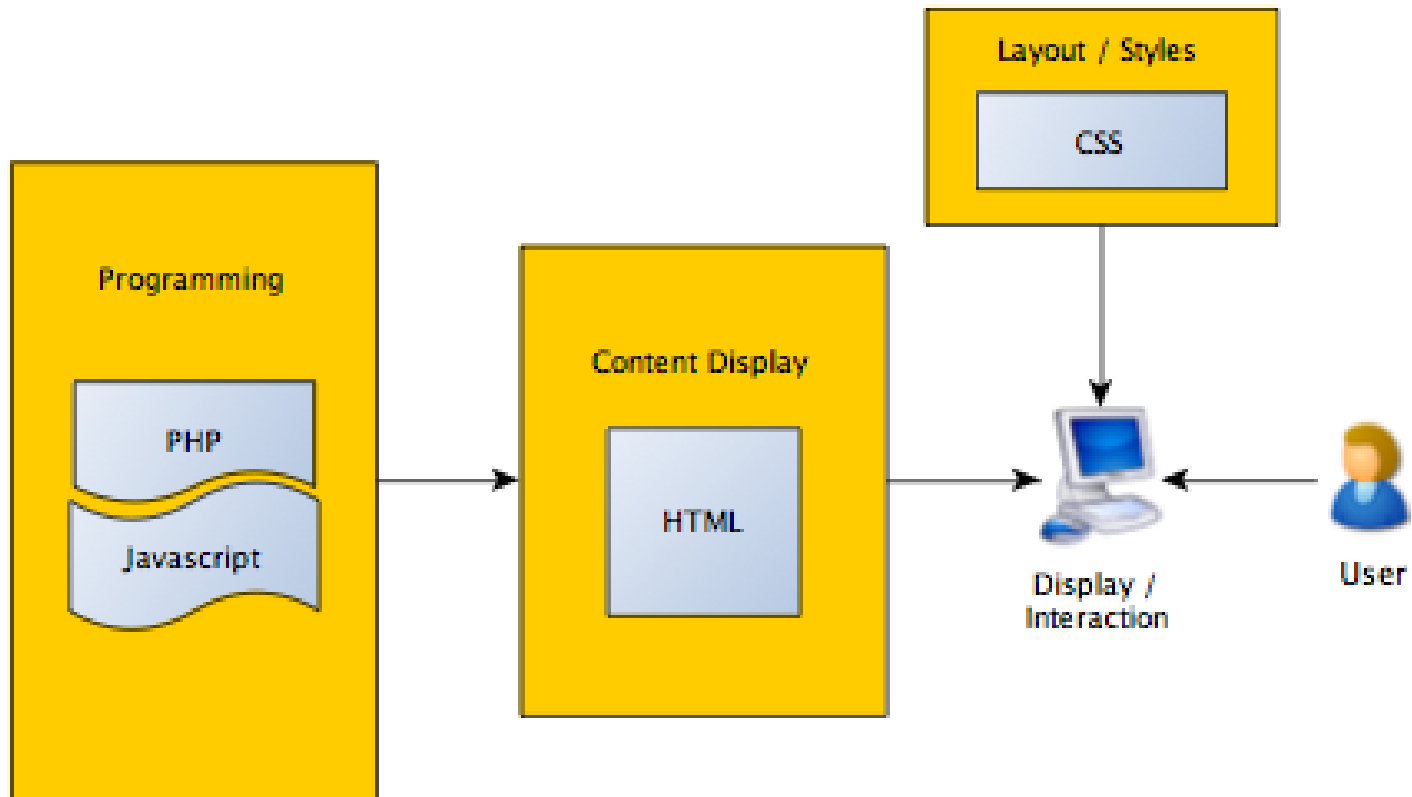 Layout / Styles
CSS
Programming
PHP
Javascript
Content Display
HTML
Display /
Interaction
User